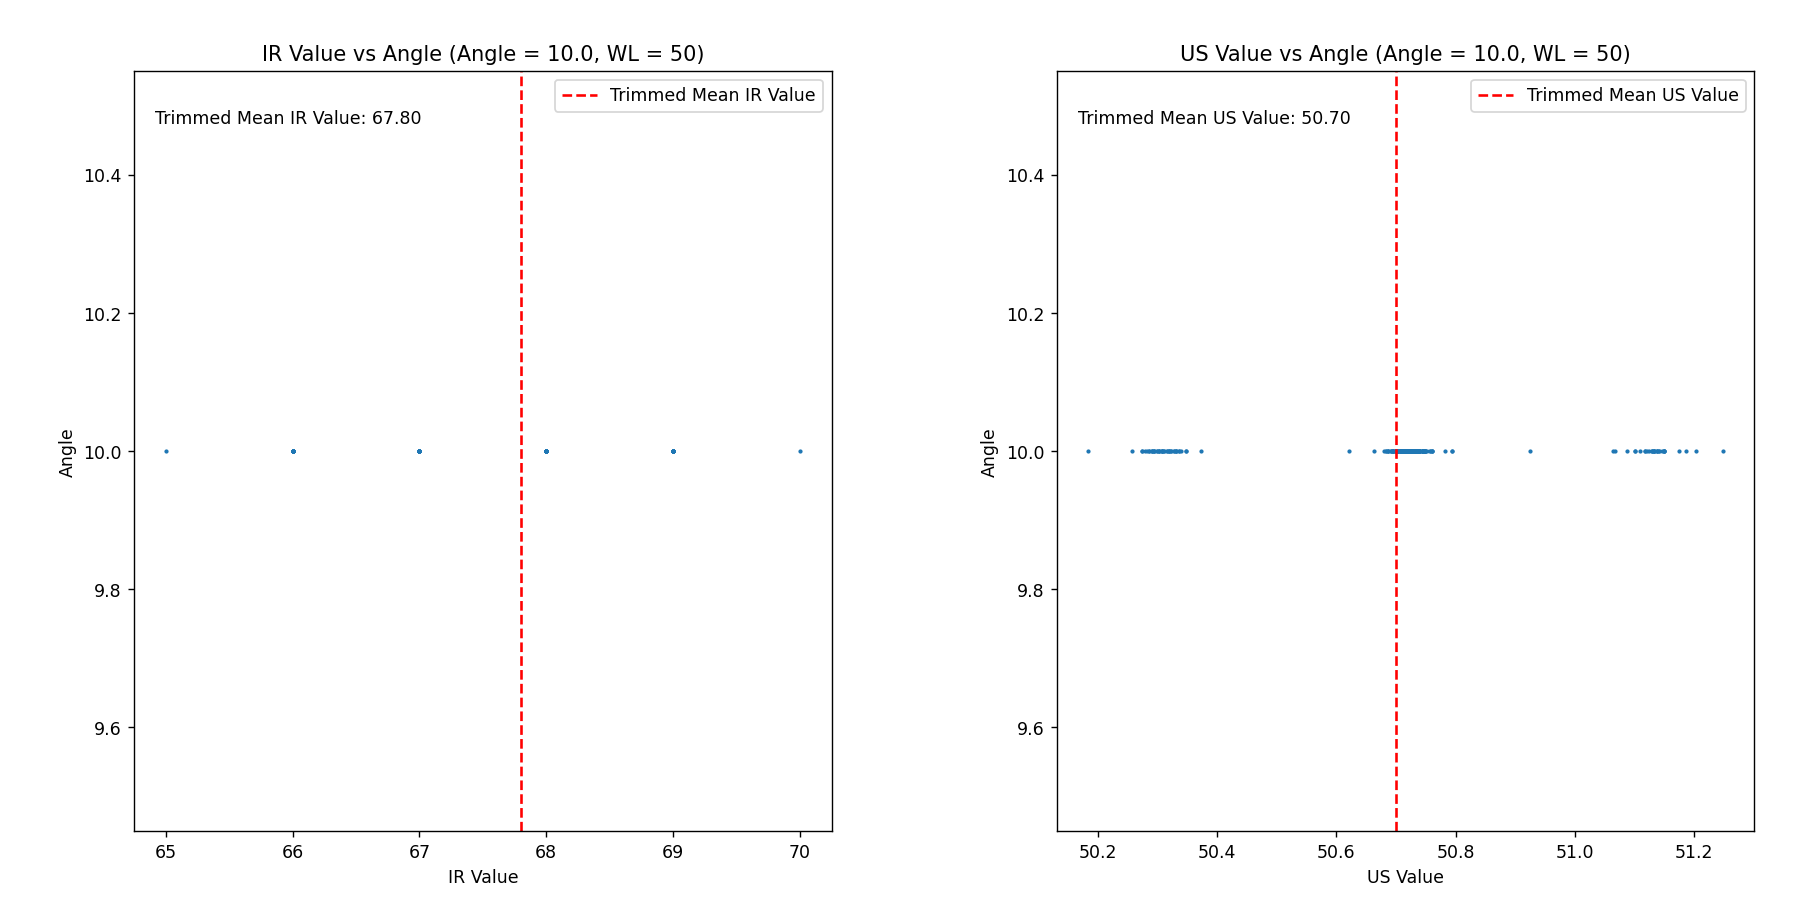 IR Value vs Angle (Angle = 10.0, WL = 50)
Trimmed Mean IR Value
Trimmed Mean IR Value: 67.80
10.4
10.2
10.0
9.8
9.6
Angle
65 66 67 68 69 70
IR Value
US Value vs Angle (Angle = 10.0, WL = 50)
Trimmed Mean US Value
Trimmed Mean US Value: 50.70
10.4
10.2
10.0
9.8
9.6
Angle
50.2 50.4 50.6 50.8 51.0 51.2
US Value